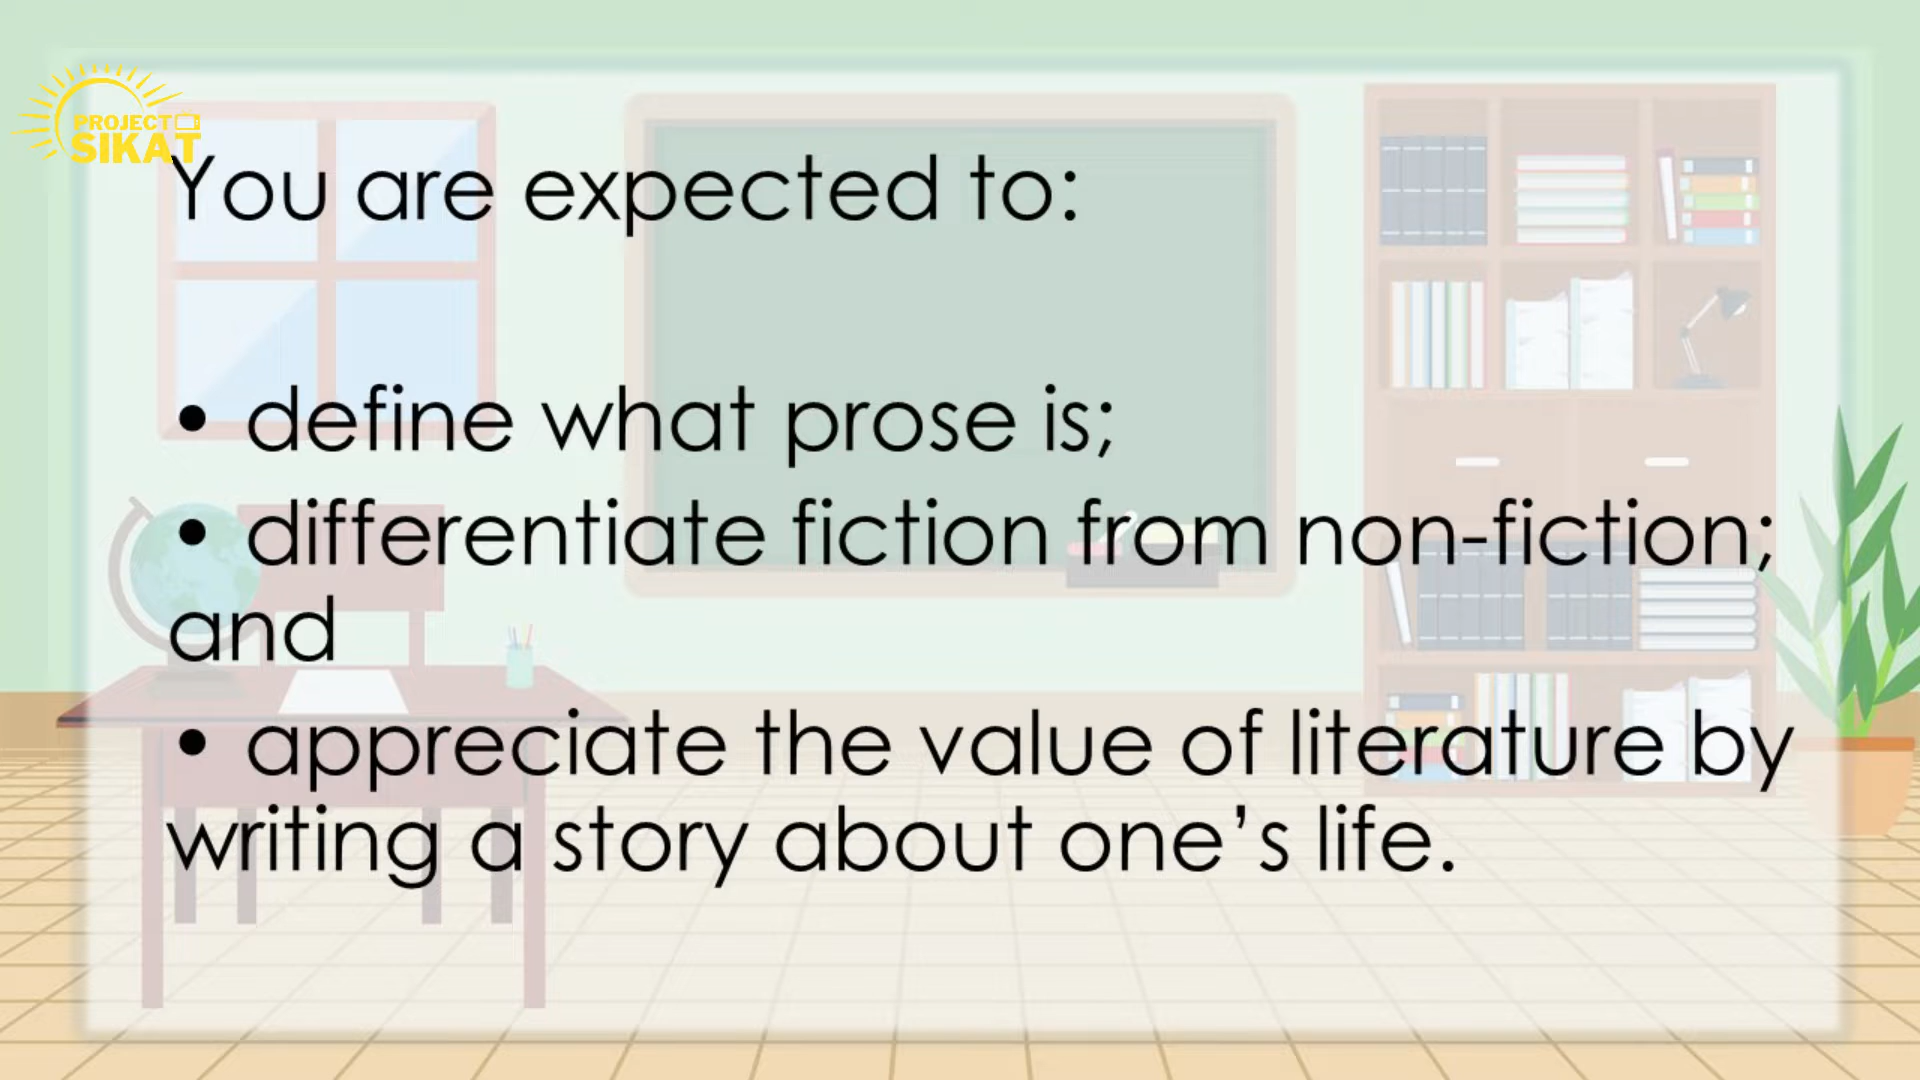 PROJECT
SIKAT
You are expected to:
• define what prose is;
• differentiate fiction from non-fiction;
and
• appreciate the value of literature by
writing a story about one’s life.